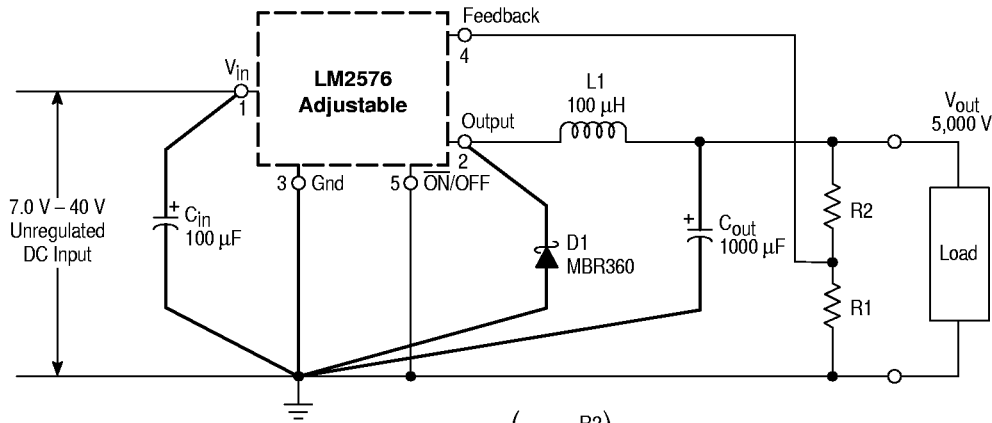 Feedback
4
Vin
1
LM2576
Adjustable
L1
100 μH
Vout
5,000 V
Output
2
3 Gnd
5 ON/OFF
7.0 V – 40 V
Unregulated
DC Input
+ Cin
100 μF
D1
MBR360
+ Cout
1000 μF
R2
Load
R1